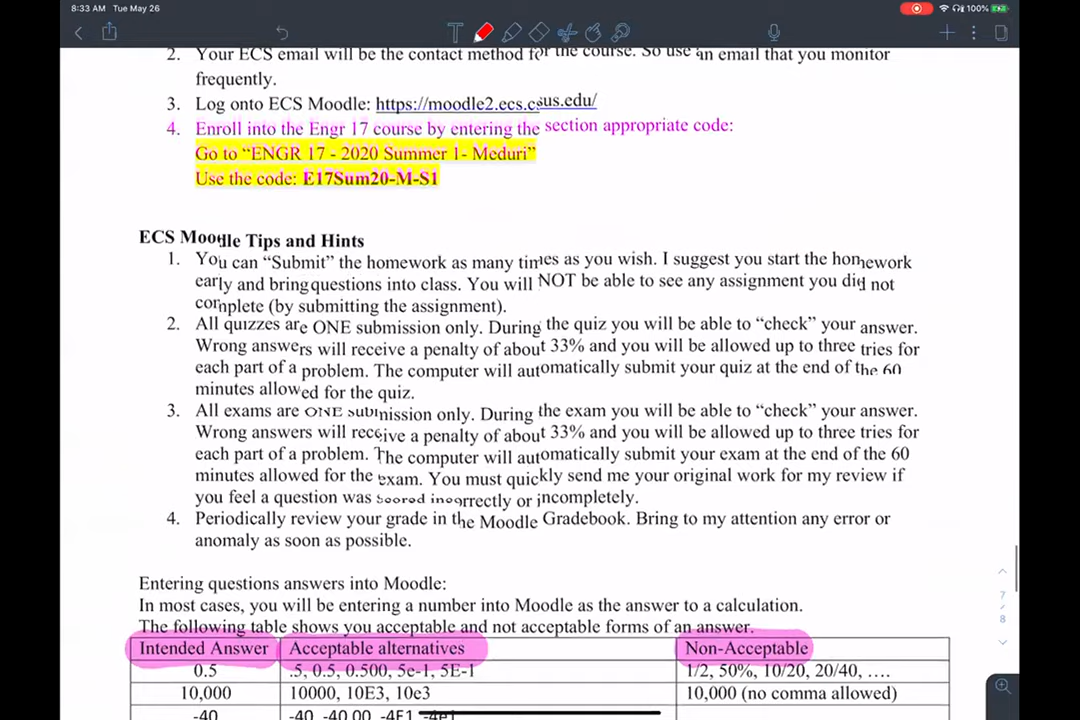 8:33 AM Tue May 26
100%
T
2. Your ECS email will be the contact method for the course. So use an email that you monitor
frequently.
3. Log onto ECS Moodle: https://moodle2.ecs.csus.edu/
4. Enroll into the Engr 17 course by entering the section appropriate code:
Go to “ENGR 17 - 2020 Summer 1- Meduri”
Use the code: E17Sum20-M-S1
ECS Moodle Tips and Hints
1. You can “Submit” the homework as many times as you wish. I suggest you start the homework
early and bring questions into class. You will NOT be able to see any assignment you did not
complete (by submitting the assignment).
2. All quizzes are ONE submission only. During the quiz you will be able to “check” your answer.
Wrong answers will receive a penalty of about 33% and you will be allowed up to three tries for
each part of a problem. The computer will automatically submit your quiz at the end of the 60
minutes allowed for the quiz.
3. All exams are ONE submission only. During the exam you will be able to “check” your answer.
Wrong answers will receive a penalty of about 33% and you will be allowed up to three tries for
each part of a problem. The computer will automatically submit your exam at the end of the 60
minutes allowed for the exam. You must quickly send me your original work for my review if
you feel a question was scored incorrectly or incompletely.
4. Periodically review your grade in the Moodle Gradebook. Bring to my attention any error or
anomaly as soon as possible.
Entering questions answers into Moodle:
In most cases, you will be entering a number into Moodle as the answer to a calculation.
The following table shows you acceptable and not acceptable forms of an answer.
Intended Answer Acceptable alternatives Non-Acceptable
0.5 .5, 0.5, 0.500, 5e-1, 5E-1 1/2, 50%, 10/20, 20/40, ….
10,000 10000, 10E3, 10e3 10,000 (no comma allowed)
-40 -40, -40.00, -4E1, -4e1
7
/
8